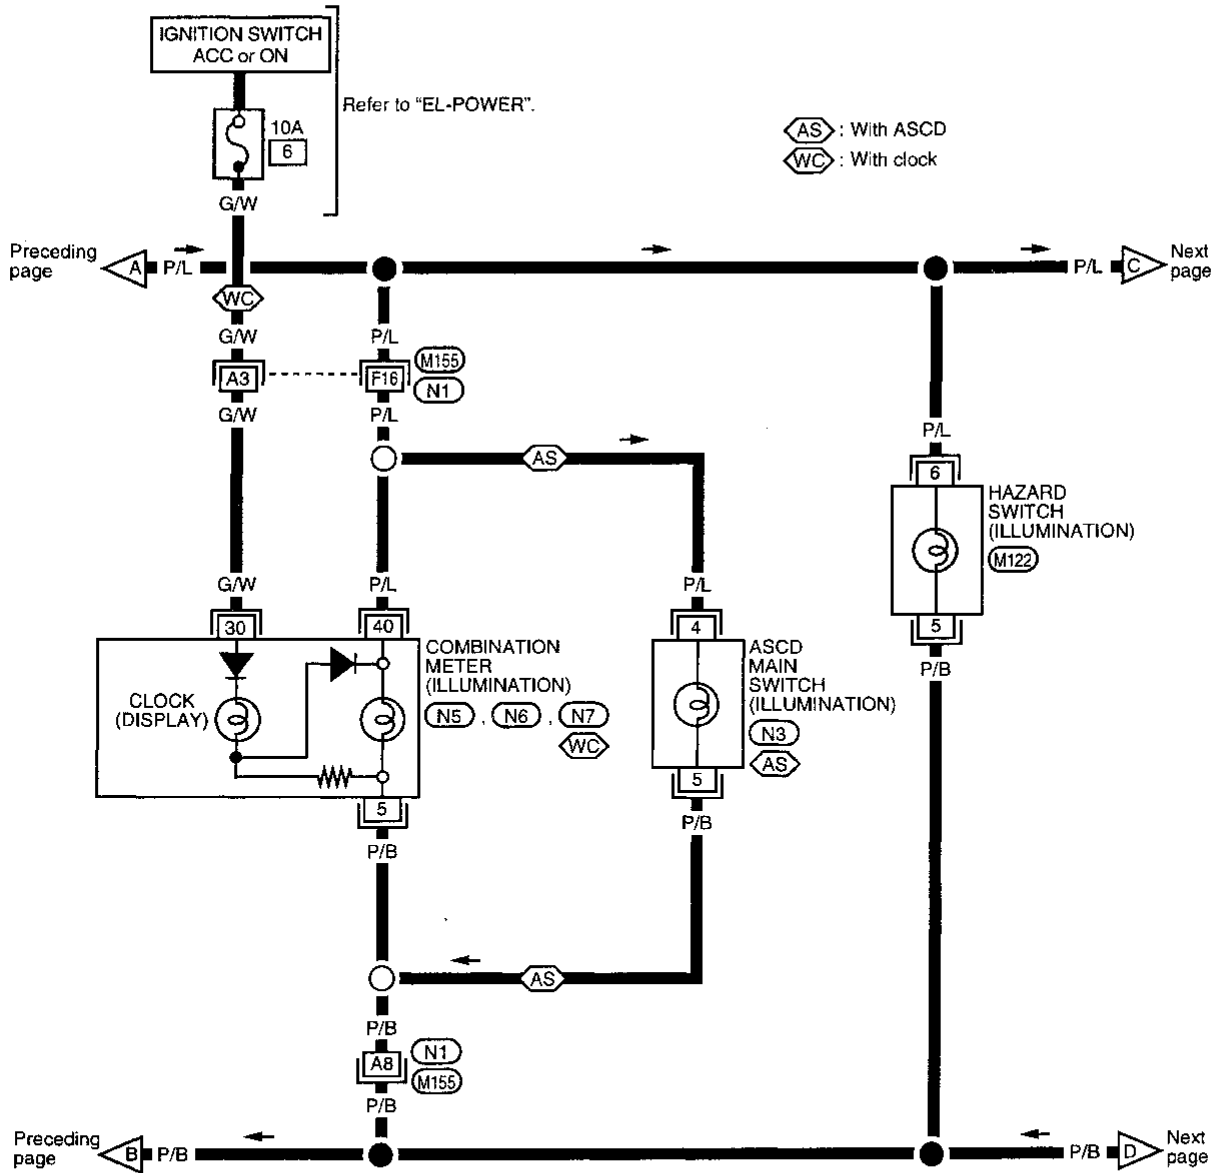 IGNITION SWITCH
ACC or ON
Refer to "EL-POWER".
10A
6
G/W
AS : With ASCD
WC : With clock
Preceding
page
A
P/L
P/L
C
Next
page
WC
G/W
P/L
A3
F16
M155
N1
G/W
P/L
AS
P/L
6
HAZARD
SWITCH
(ILLUMINATION)
M122
5
P/B
G/W
P/L
P/L
30
40
4
COMBINATION
METER
(ILLUMINATION)
N5 , N6 , N7
WC
CLOCK
(DISPLAY)
5
P/B
ASCD
MAIN
SWITCH
(ILLUMINATION)
N3
AS
5
P/B
AS
P/B
A8
N1
M155
P/B
Preceding
page
B
P/B
P/B
D
Next
page